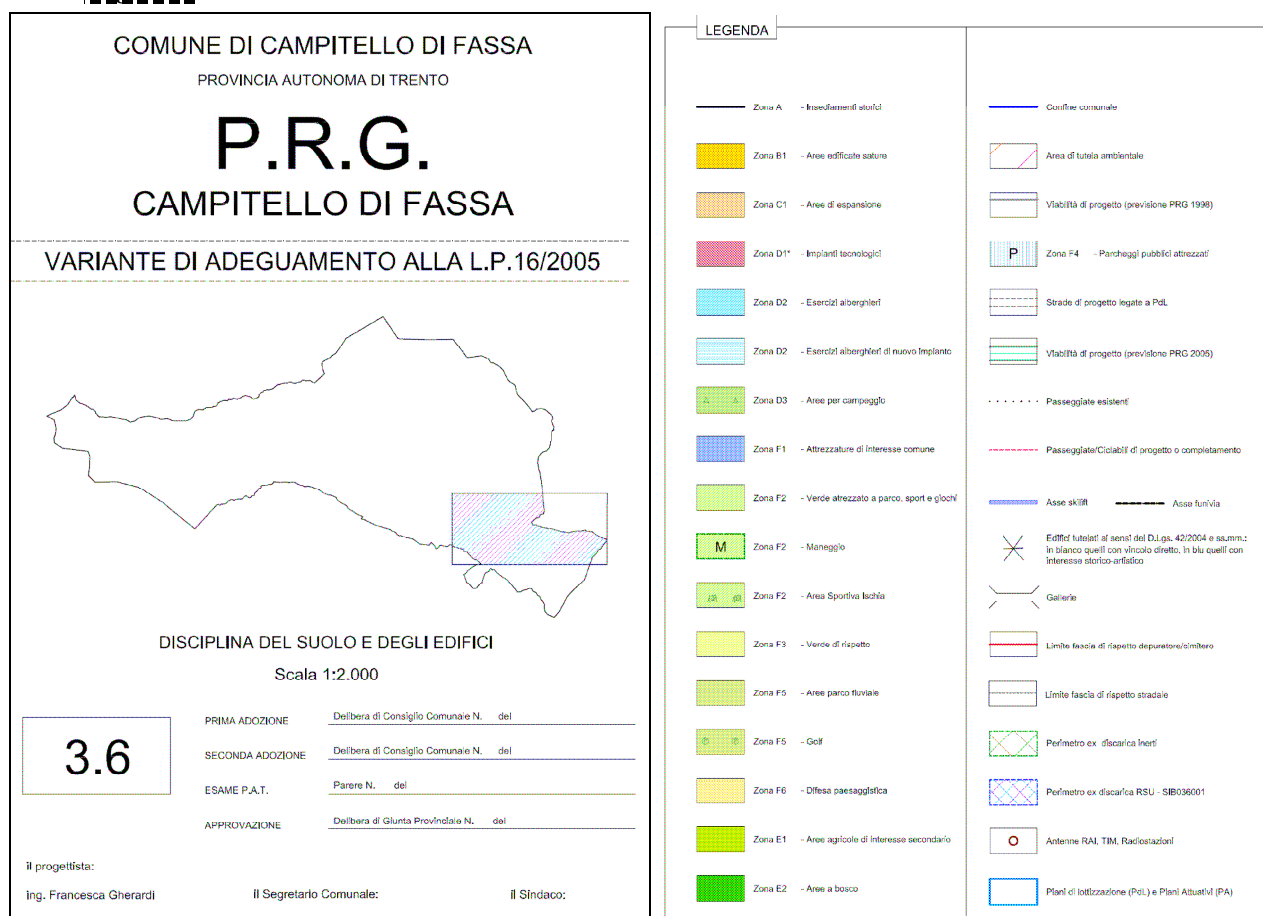 COMUNE DI CAMPITELLO DI FASSA
PROVINCIA AUTONOMA DI TRENTO
P.R.G.
CAMPITELLO DI FASSA
VARIANTE DI ADEGUAMENTO ALLA L.P.16/2005
DISCIPLINA DEL SUOLO E DEGLI EDIFICI
Scala 1:2.000
3.6
PRIMA ADOZIONE Delibera di Consiglio Comunale N. del
SECONDA ADOZIONE Delibera di Consiglio Comunale N. del
ESAME P.A.T. Parere N. del
APPROVAZIONE Delibera di Giunta Provinciale N. del
il progettista:
ing. Francesca Gherardi il Segretario Comunale: il Sindaco:
LEGENDA
Zona A - Insediamenti storici
Zona B1 - Aree edificate sature
Zona C1 - Aree di espansione
Zona D1* - Impianti tecnologici
Zona D2 - Esercizi alberghieri
Zona D2 - Esercizi alberghieri di nuovo impianto
Zona D3 - Aree per campeggio
Zona F1 - Attrezzature di interesse comune
Zona F2 - Verde atrezzato a parco, sport e giochi
M Zona F2 - Maneggio
Zona F2 - Area Sportiva Ischia
Zona F3 - Verde di rispetto
Zona F5 - Aree parco fluviale
Zona F5 - Golf
Zona F6 - Difesa paesaggistica
Zona E1 - Aree agricole di interesse secondario
Zona E2 - Aree a bosco
Confine comunale
Area di tutela ambientale
Viabilità di progetto (previsione PRG 1998)
P Zona F4 - Parcheggi pubblici attrezzati
Strade di progetto legate a PdL
Viabilità di progetto (previsione PRG 2005)
Passeggiate esistenti
Passeggiate/Ciclabili di progetto o completamento
Asse skilift Asse funivia
Edifici tutelati ai sensi del D.Lgs. 42/2004 e ss.mm.:
in bianco quelli con vincolo diretto, in blu quelli con
interesse storico-artistico
Gallerie
Limite fascia di rispetto depuratore/cimitero
Limite fascia di rispetto stradale
Perimetro ex discarica inerti
Perimetro ex discarica RSU - SIB036001
Antenne RAI, TIM, Radiostazioni
Piani di lottizzazione (PdL) e Piani Attuativi (PA)